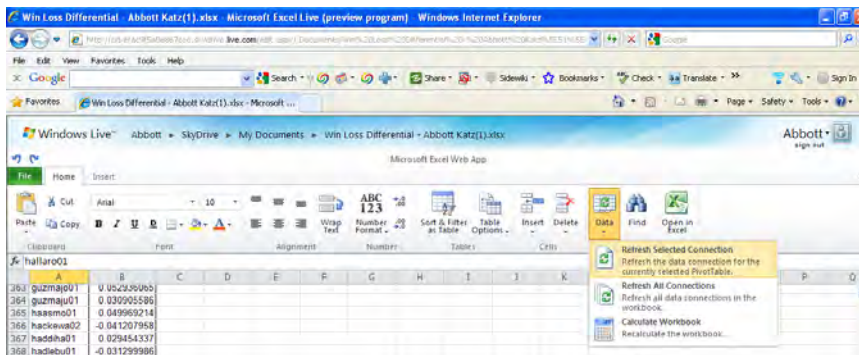 Win Loss Differential - Abbott Katz(1).xlsx - Microsoft Excel Live (preview program) - Windows Internet Explorer
File Edit View Favorites Tools Help
Google Search Share Sidewiki Bookmarks Check Translate Sign In
Favorites Win Loss Differential - Abbott Katz(1).xlsx - Microsoft ... Page Safety Tools
Windows Live™ Abbott ▸ SkyDrive ▸ My Documents ▸ Win Loss Differential - Abbott Katz(1).xlsx Abbott
sign out
Microsoft Excel Web App
File Home Insert
Cut Arial 10 ABC 123
Paste Copy B I U D A Wrap Text Number Format Sort & Filter as Table Table Options Insert Delete Data Find Open in Excel
Clipboard Font Alignment Number Tables Cells
Refresh Selected Connection
Refresh the data connection for the
currently selected PivotTable.
Refresh All Connections
Refresh all data connections in the
workbook.
Calculate Workbook
Recalculate the workbook.
fx hallaro01
A B C D E F G H I J K P Q
363 guzmajo01 0.052936065
364 guzmaju01 0.030905586
365 haasmo01 0.049969214
366 hackewa02 -0.041207958
367 haddiha01 0.029454337
368 hadlebu01 -0.031299986